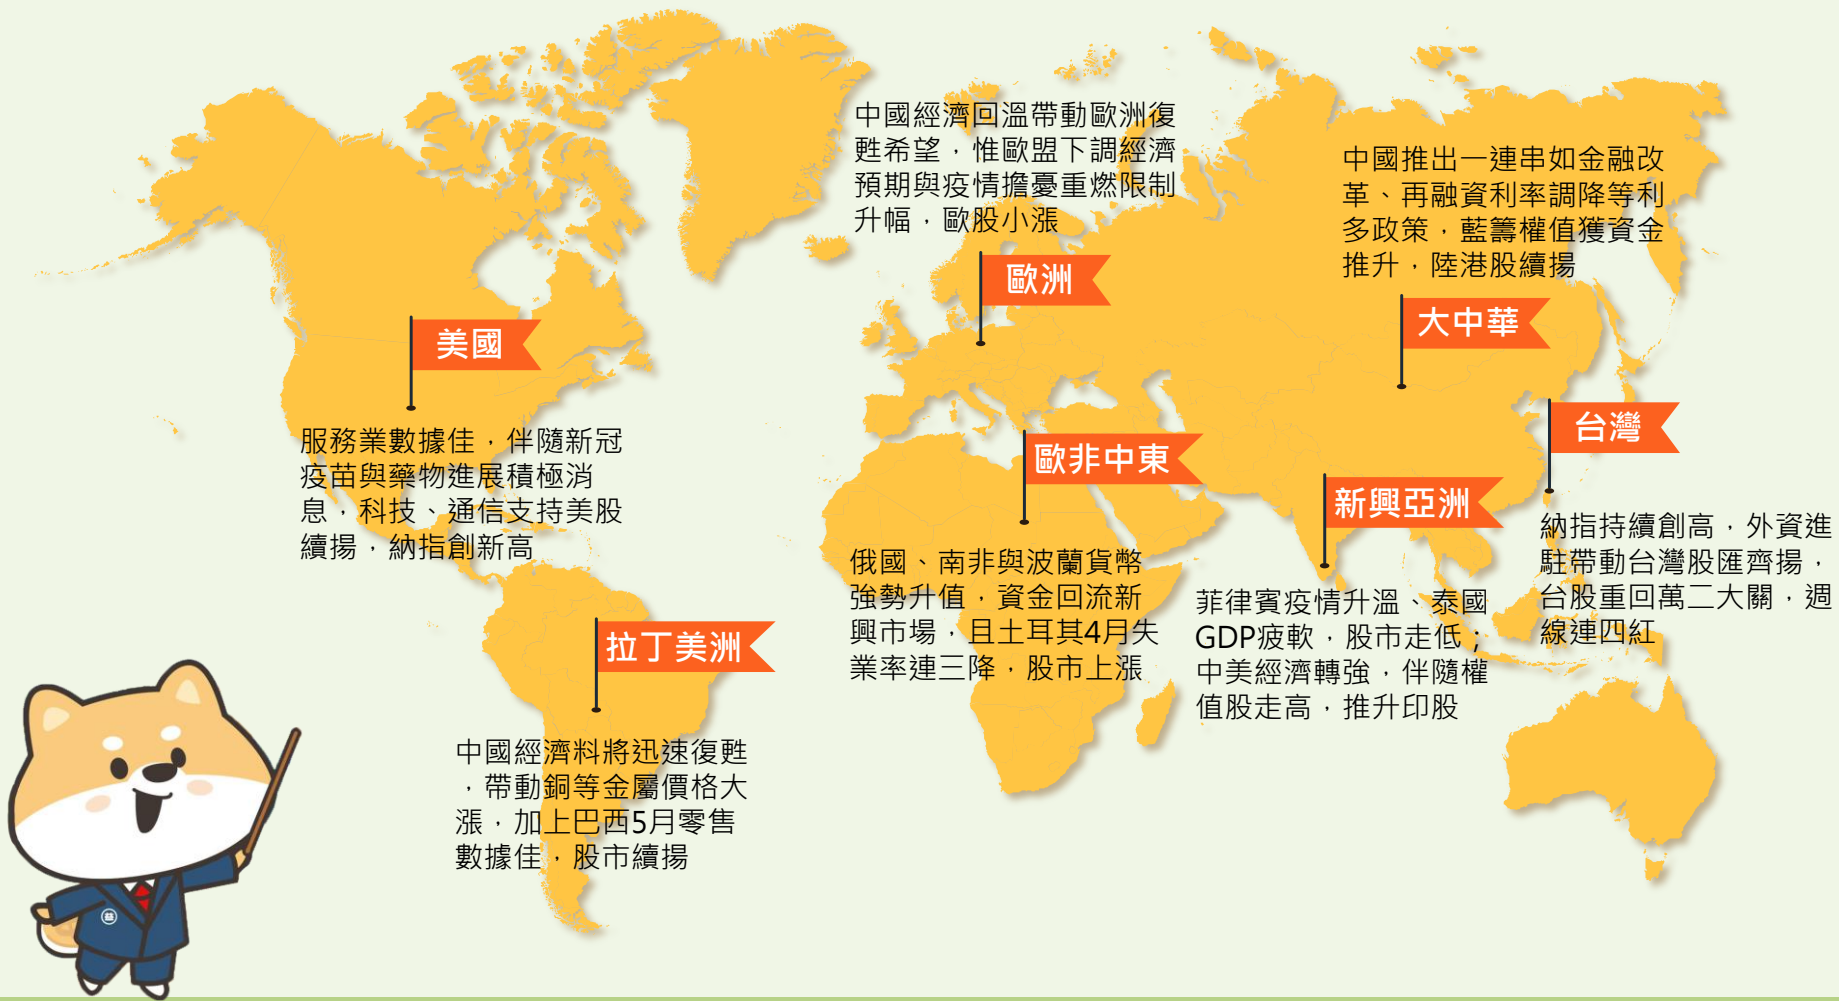 中國經濟回溫帶動歐洲復
甦希望，惟歐盟下調經濟
預期與疫情擔憂重燃限制
升幅，歐股小漲
歐洲
中國推出一連串如金融改
革、再融資利率調降等利
多政策，藍籌權值獲資金
推升，陸港股續揚
大中華
美國
服務業數據佳，伴隨新冠
疫苗與藥物進展積極消
息，科技、通信支持美股
續揚，納指創新高
歐非中東
俄國、南非與波蘭貨幣
強勢升值，資金回流新
興市場，且土耳其4月失
業率連三降，股市上漲
台灣
納指持續創高，外資進
駐帶動台灣股匯齊揚，
台股重回萬二大關，週
線連四紅
新興亞洲
菲律賓疫情升溫、泰國
GDP疲軟，股市走低；
中美經濟轉強，伴隨權
值股走高，推升印股
拉丁美洲
中國經濟料將迅速復甦
，帶動銅等金屬價格大
漲，加上巴西5月零售
數據佳，股市續揚